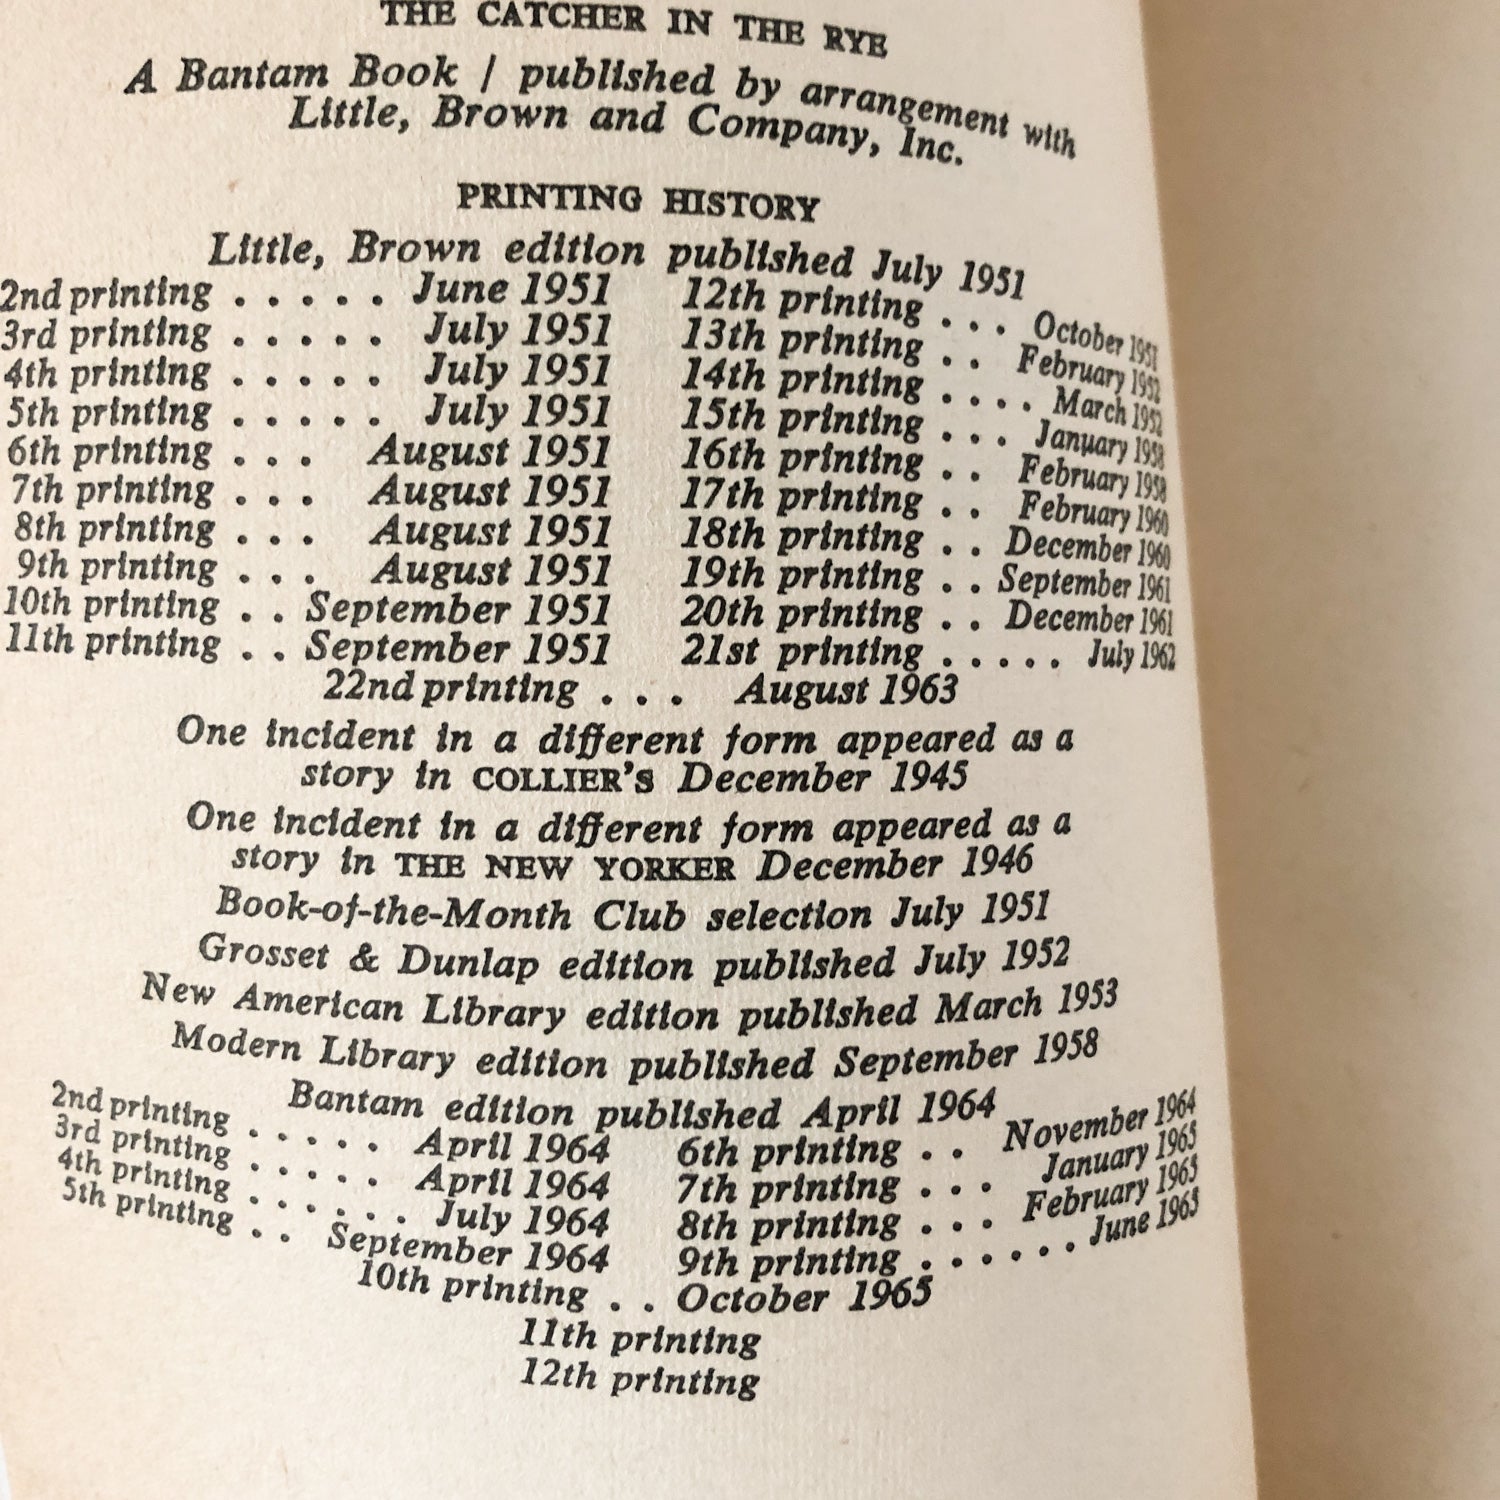 THE CATCHER IN THE RYE
A Bantam Book / published by arrangement with
Little, Brown and Company, Inc.
PRINTING HISTORY
Little, Brown edition published July 1951
2nd printing . . . . . June 1951
3rd printing . . . . . July 1951
4th printing . . . . . July 1951
5th printing . . . . . July 1951
6th printing . . . August 1951
7th printing . . . August 1951
8th printing . . . August 1951
9th printing . . . August 1951
10th printing . . September 1951
11th printing . . September 1951
12th printing . . . October 1951
13th printing . . February 1952
14th printing . . . . March 1952
15th printing . . . January 1958
16th printing . . February 1958
17th printing . . February 1960
18th printing . . December 1960
19th printing . . September 1961
20th printing . . December 1961
21st printing . . . . . July 1962
22nd printing . . . August 1963
One incident in a different form appeared as a
story in COLLIER'S December 1945
One incident in a different form appeared as a
story in THE NEW YORKER December 1946
Book-of-the-Month Club selection July 1951
Grosset & Dunlap edition published July 1952
New American Library edition published March 1953
Modern Library edition published September 1958
Bantam edition published April 1964
2nd printing . . . . . April 1964
3rd printing . . . . . April 1964
4th printing . . . . . . July 1964
5th printing . . September 1964
6th printing . . November 1964
7th printing . . . January 1965
8th printing . . . February 1965
9th printing . . . . . . June 1965
10th printing . . October 1965
11th printing
12th printing